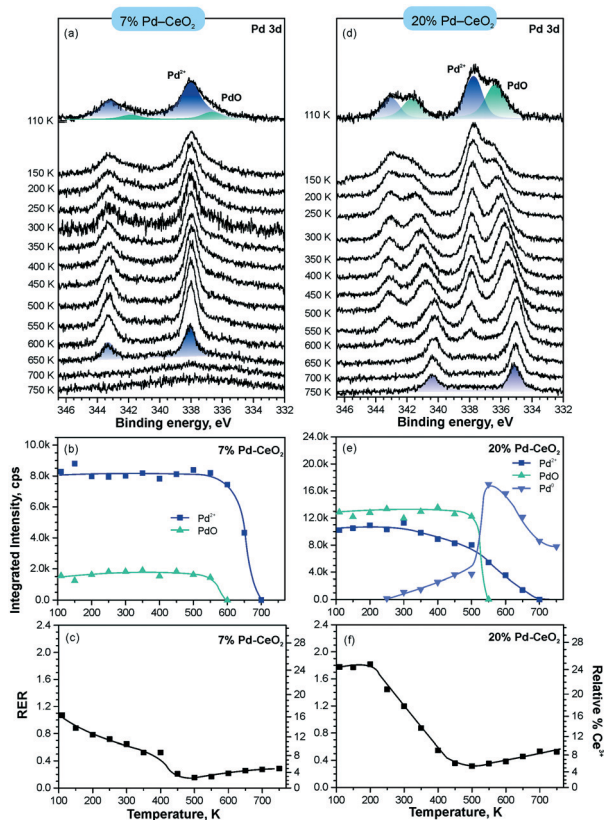 7% Pd–CeO₂
(a)
Pd 3d
Pd²⁺
PdO
110 K
150 K
200 K
250 K
300 K
350 K
400 K
450 K
500 K
550 K
600 K
650 K
700 K
750 K
346 344 342 340 338 336 334 332
Binding energy, eV
20% Pd–CeO₂
(d)
Pd 3d
Pd²⁺
PdO
110 K
150 K
200 K
250 K
300 K
350 K
400 K
450 K
500 K
550 K
600 K
650 K
700 K
750 K
346 344 342 340 338 336 334 332
Binding energy, eV
(b)
7% Pd-CeO₂
Integrated Intensity, cps
12.0k
10.0k
8.0k
6.0k
4.0k
2.0k
0.0
Pd²⁺
PdO
100 200 300 400 500 600 700
(e)
20% Pd-CeO₂
24.0k
20.0k
16.0k
12.0k
8.0k
4.0k
0.0
Pd²⁺
PdO
Pd⁰
100 200 300 400 500 600 700
(c)
7% Pd-CeO₂
RER
2.4
2.0
1.6
1.2
0.8
0.4
0.0
28
24
20
16
12
8
4
0
100 200 300 400 500 600 700
Temperature, K
(f)
20% Pd-CeO₂
2.4
2.0
1.6
1.2
0.8
0.4
0.0
28
24
20
16
12
8
4
0
Relative % Ce³⁺
100 200 300 400 500 600 700
Temperature, K